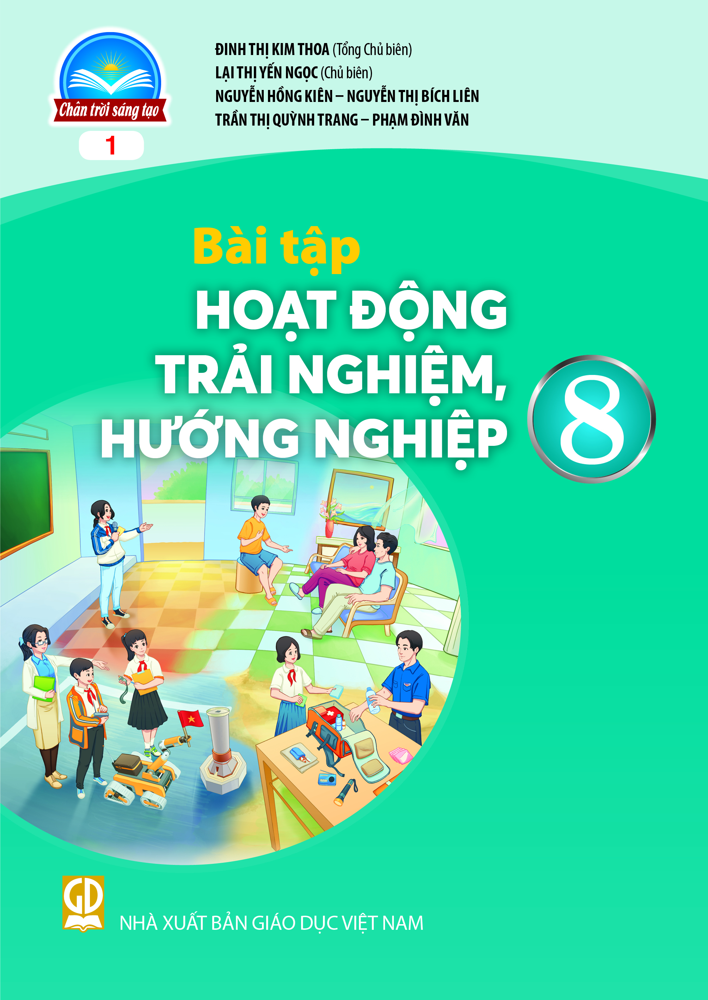 Chân trời sáng tạo
1
ĐINH THỊ KIM THOA (Tổng Chủ biên)
LẠI THỊ YẾN NGỌC (Chủ biên)
NGUYỄN HỒNG KIÊN – NGUYỄN THỊ BÍCH LIÊN
TRẦN THỊ QUỲNH TRANG – PHẠM ĐÌNH VĂN
Bài tập
HOẠT ĐỘNG
TRẢI NGHIỆM,
HƯỚNG NGHIỆP
8
GD
NHÀ XUẤT BẢN GIÁO DỤC VIỆT NAM